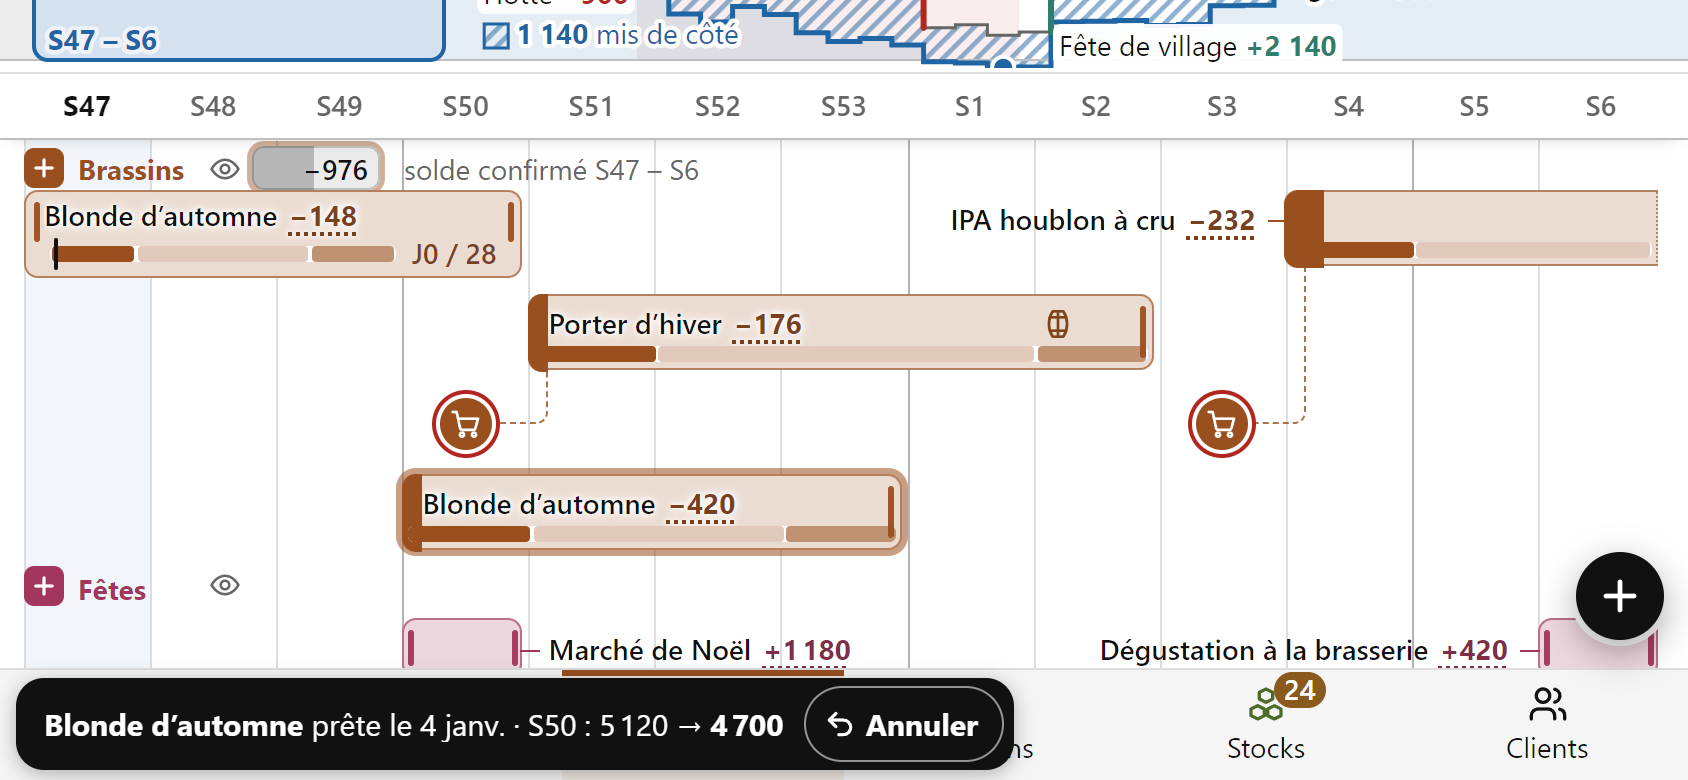 −900
S47 – S6
1 140 mis de côté
Fête de village +2 140
S47 S48 S49 S50 S51 S52 S53 S1 S2 S3 S4 S5 S6
Brassins −976 solde confirmé S47 – S6
Blonde d’automne −148
J0 / 28
IPA houblon à cru −232
Porter d’hiver −176
Blonde d’automne −420
Fêtes
Marché de Noël +1 180
Dégustation à la brasserie +420
Blonde d’automne prête le 4 janv. · S50 : 5 120 → 4 700 Annuler
24
Stocks
Clients